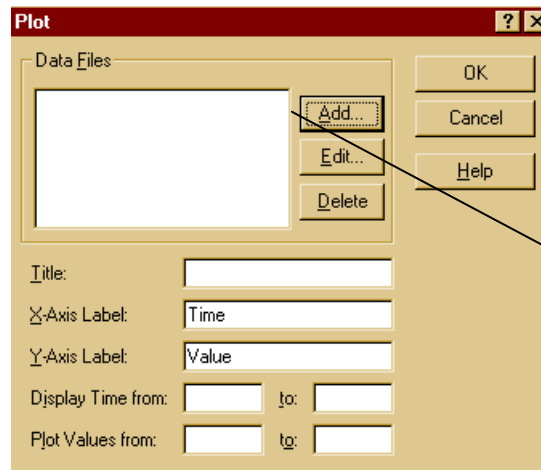 Plot
Data Files
Add...
Edit...
Delete
OK
Cancel
Help
Title:
X-Axis Label: Time
Y-Axis Label: Value
Display Time from: to:
Plot Values from: to: